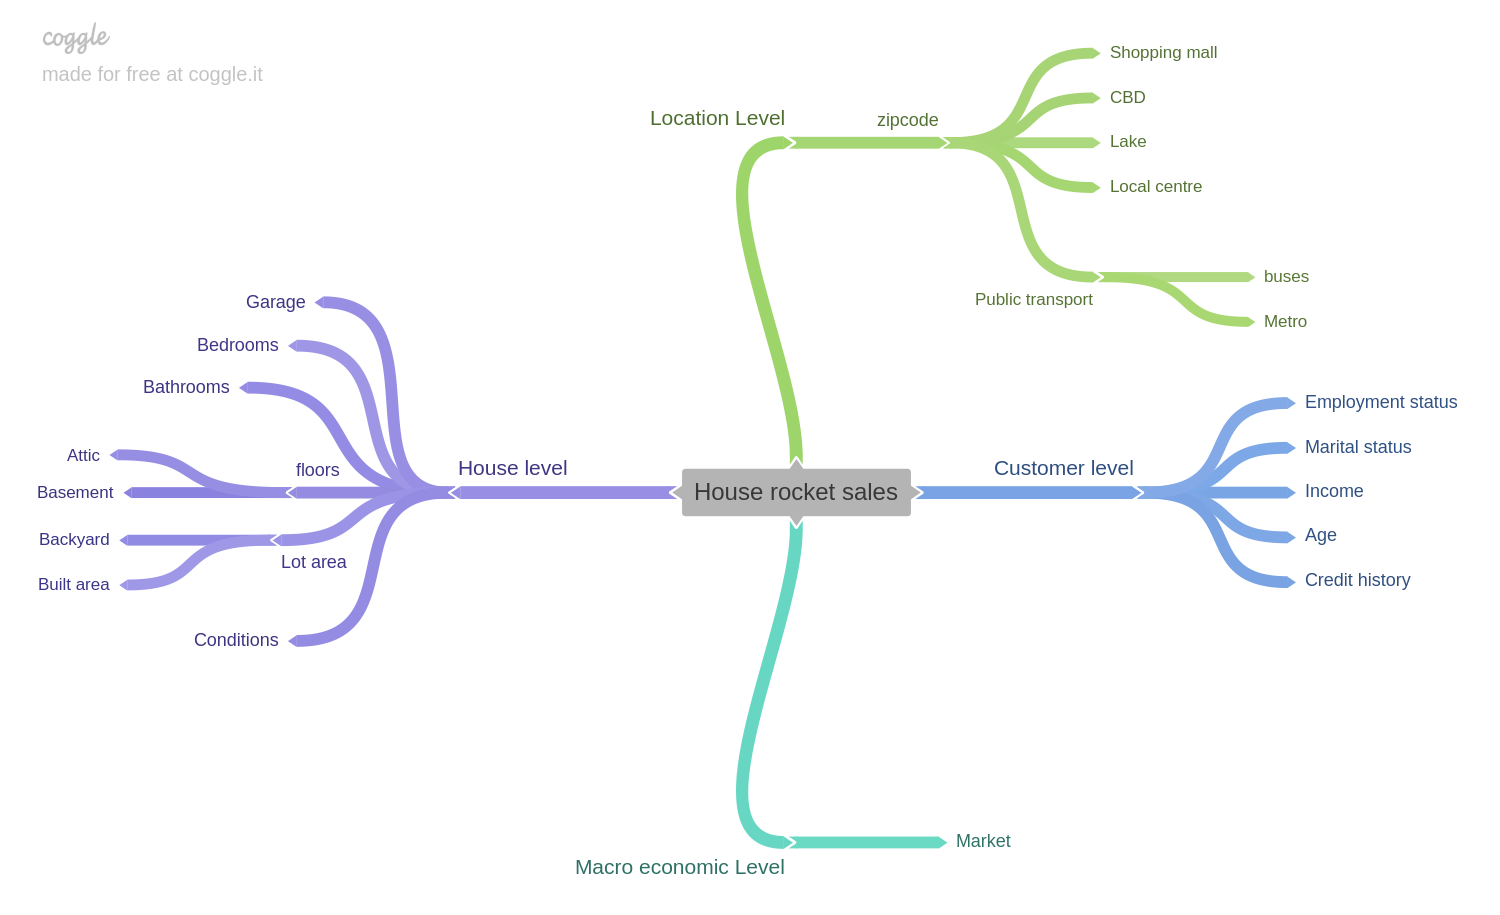 coggle
made for free at coggle.it
Location Level
zipcode
Shopping mall
CBD
Lake
Local centre
Public transport
buses
Metro
Garage
Bedrooms
Bathrooms
floors
Attic
Basement
Lot area
Backyard
Built area
Conditions
House level
House rocket sales
Customer level
Employment status
Marital status
Income
Age
Credit history
Macro economic Level
Market